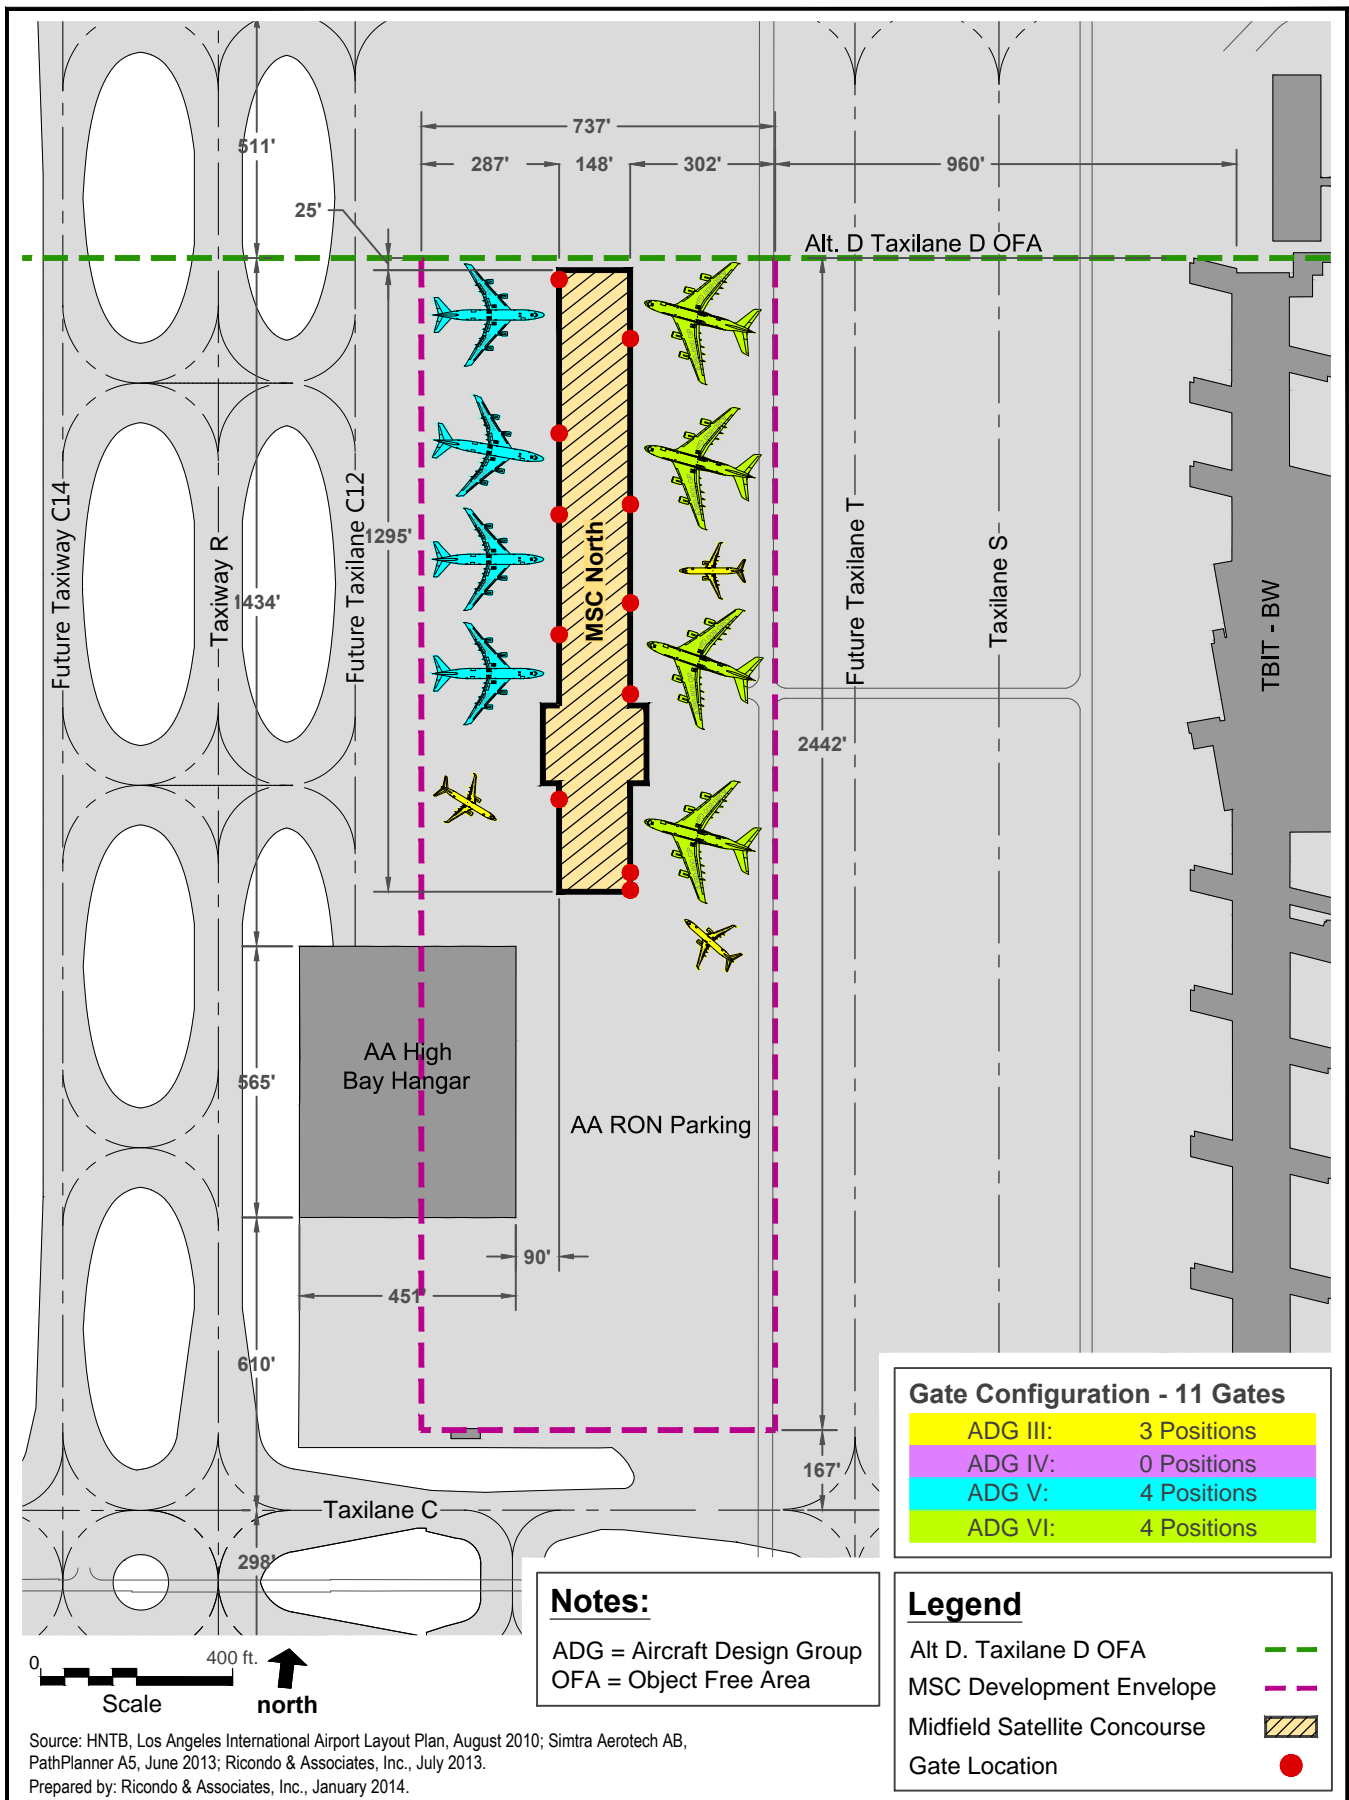 737'
511'
287'
148'
302'
960'
25'
Alt. D Taxilane D OFA
Future Taxiway C14
Taxiway R
Future Taxilane C12
1295'
1434'
MSC North
Future Taxilane T
Taxilane S
TBIT - BW
2442'
AA High
Bay Hangar
565'
AA RON Parking
90'
451'
610'
167'
Taxilane C
298'
Gate Configuration - 11 Gates
ADG III: 3 Positions
ADG IV: 0 Positions
ADG V: 4 Positions
ADG VI: 4 Positions
Notes:
ADG = Aircraft Design Group
OFA = Object Free Area
Legend
Alt D. Taxilane D OFA
MSC Development Envelope
Midfield Satellite Concourse
Gate Location
0 400 ft.
Scale
north
Source: HNTB, Los Angeles International Airport Layout Plan, August 2010; Simtra Aerotech AB,
PathPlanner A5, June 2013; Ricondo & Associates, Inc., July 2013.
Prepared by: Ricondo & Associates, Inc., January 2014.